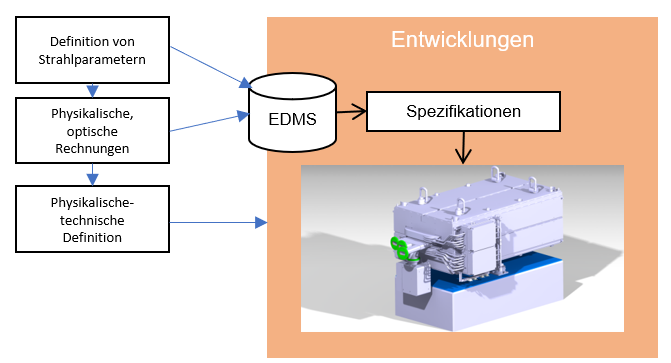 Definition von
Strahlparametern
Physikalische,
optische
Rechnungen
Physikalische-
technische
Definition
Entwicklungen
EDMS
Spezifikationen